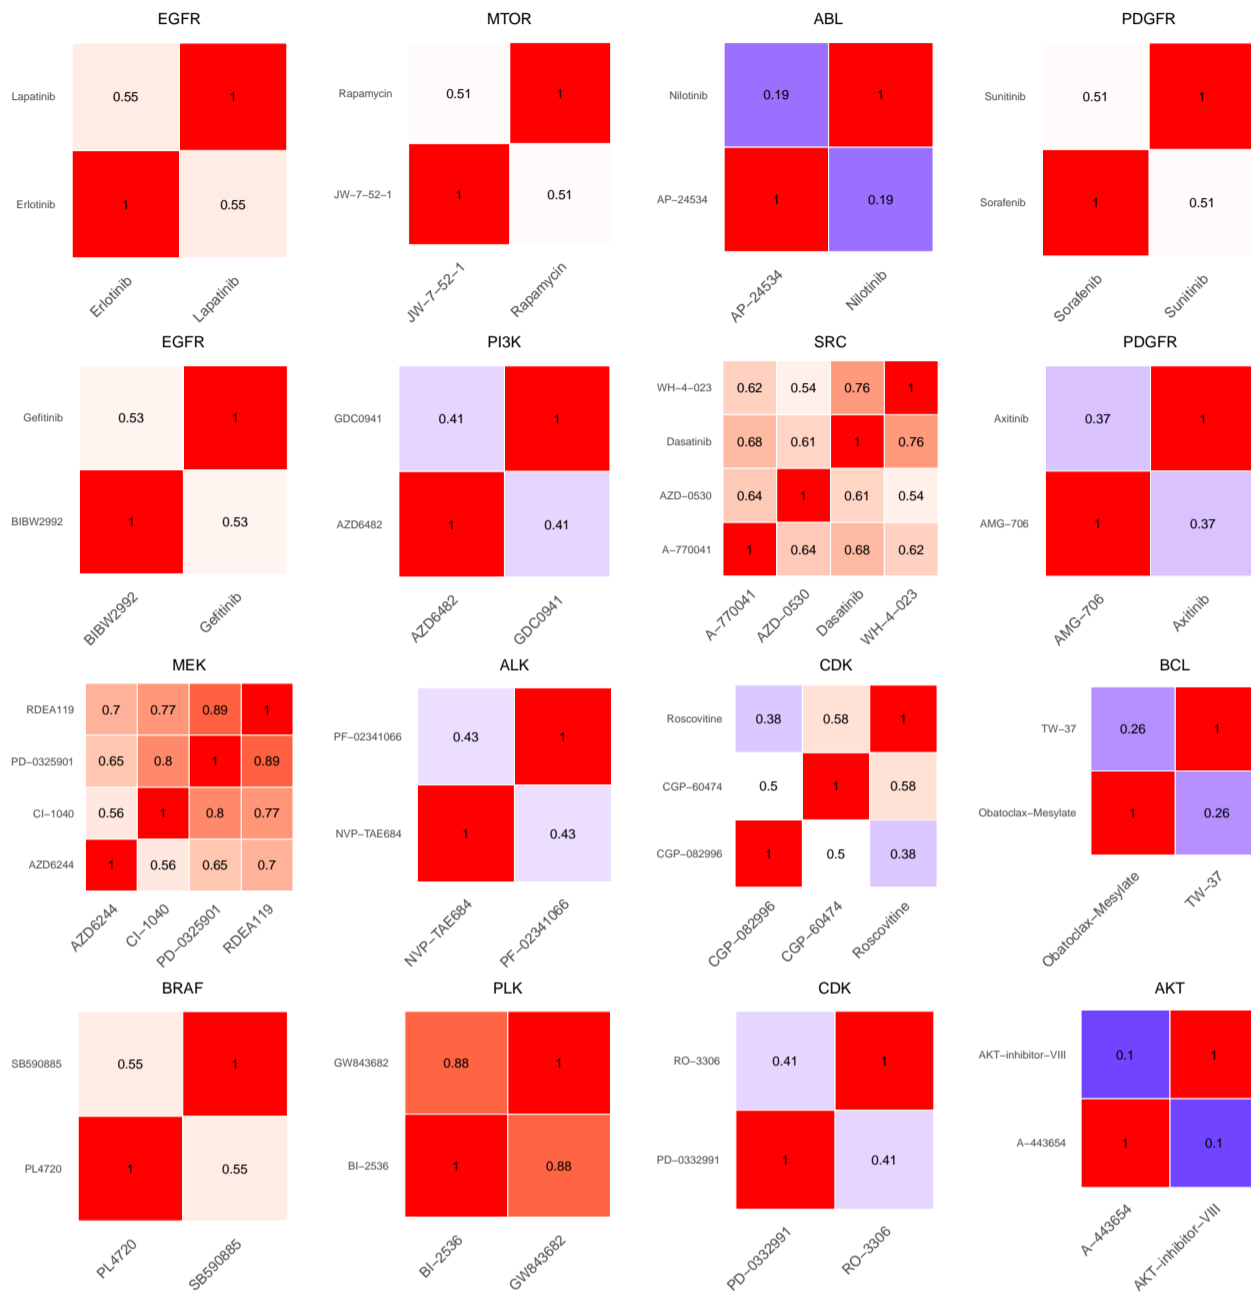 EGFR
MTOR
ABL
PDGFR
Lapatinib
0.55
1
Erlotinib
1
0.55
Erlotinib
Lapatinib
Rapamycin
0.51
1
JW-7-52-1
1
0.51
JW-7-52-1
Rapamycin
Nilotinib
0.19
1
AP-24534
1
0.19
AP-24534
Nilotinib
Sunitinib
0.51
1
Sorafenib
1
0.51
Sorafenib
Sunitinib
EGFR
PI3K
SRC
PDGFR
Gefitinib
0.53
1
BIBW2992
1
0.53
BIBW2992
Gefitinib
GDC0941
0.41
1
AZD6482
1
0.41
AZD6482
GDC0941
WH-4-023
0.62
0.54
0.76
1
Dasatinib
0.68
0.61
1
0.76
AZD-0530
0.64
1
0.61
0.54
A-770041
1
0.64
0.68
0.62
A-770041
AZD-0530
Dasatinib
WH-4-023
Axitinib
0.37
1
AMG-706
1
0.37
AMG-706
Axitinib
MEK
ALK
CDK
BCL
RDEA119
0.7
0.77
0.89
1
PD-0325901
0.65
0.8
1
0.89
CI-1040
0.56
1
0.8
0.77
AZD6244
1
0.56
0.65
0.7
AZD6244
CI-1040
PD-0325901
RDEA119
PF-02341066
0.43
1
NVP-TAE684
1
0.43
NVP-TAE684
PF-02341066
Roscovitine
0.38
0.58
1
CGP-60474
0.5
1
0.58
CGP-082996
1
0.5
0.38
CGP-082996
CGP-60474
Roscovitine
TW-37
0.26
1
Obatoclax-Mesylate
1
0.26
Obatoclax-Mesylate
TW-37
BRAF
PLK
CDK
AKT
SB590885
0.55
1
PL4720
1
0.55
PL4720
SB590885
GW843682
0.88
1
BI-2536
1
0.88
BI-2536
GW843682
RO-3306
0.41
1
PD-0332991
1
0.41
PD-0332991
RO-3306
AKT-inhibitor-VIII
0.1
1
A-443654
1
0.1
A-443654
AKT-inhibitor-VIII